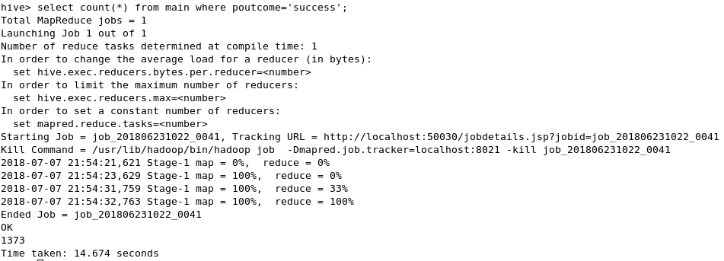 hive> select count(*) from main where poutcome='success';
Total MapReduce jobs = 1
Launching Job 1 out of 1
Number of reduce tasks determined at compile time: 1
In order to change the average load for a reducer (in bytes):
  set hive.exec.reducers.bytes.per.reducer=<number>
In order to limit the maximum number of reducers:
  set hive.exec.reducers.max=<number>
In order to set a constant number of reducers:
  set mapred.reduce.tasks=<number>
Starting Job = job_201806231022_0041, Tracking URL = http://localhost:50030/jobdetails.jsp?jobid=job_201806231022_0041
Kill Command = /usr/lib/hadoop/bin/hadoop job  -Dmapred.job.tracker=localhost:8021 -kill job_201806231022_0041
2018-07-07 21:54:21,621 Stage-1 map = 0%,  reduce = 0%
2018-07-07 21:54:23,629 Stage-1 map = 100%,  reduce = 0%
2018-07-07 21:54:31,759 Stage-1 map = 100%,  reduce = 33%
2018-07-07 21:54:32,763 Stage-1 map = 100%,  reduce = 100%
Ended Job = job_201806231022_0041
OK
1373
Time taken: 14.674 seconds